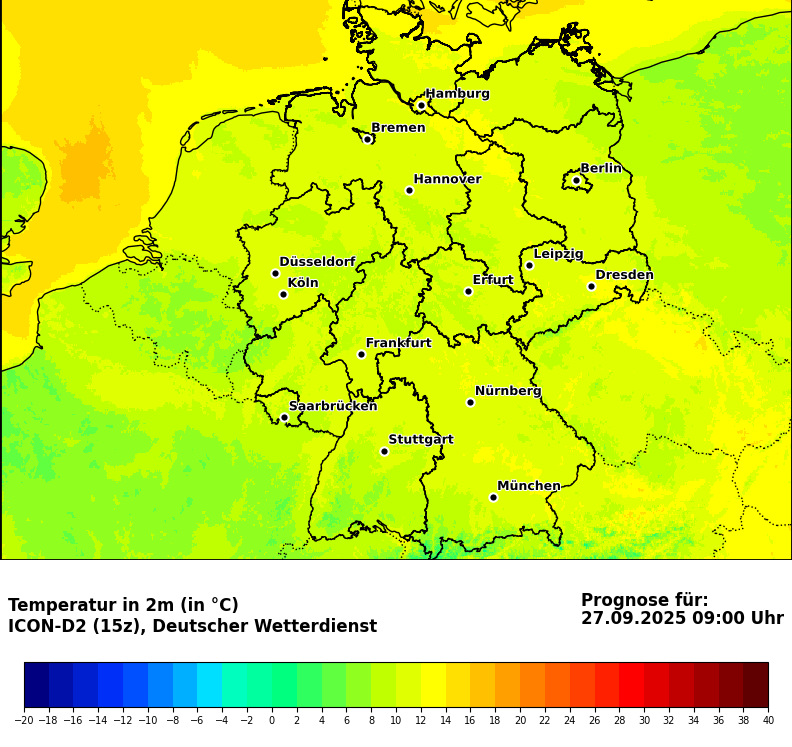 Hamburg
Bremen
Berlin
Hannover
Leipzig
Düsseldorf
Dresden
Köln
Erfurt
Frankfurt
Nürnberg
Saarbrücken
Stuttgart
München
Temperatur in 2m (in °C)
ICON-D2 (15z), Deutscher Wetterdienst
Prognose für:
27.09.2025 09:00 Uhr
−20 −18 −16 −14 −12 −10 −8 −6 −4 −2 0 2 4 6 8 10 12 14 16 18 20 22 24 26 28 30 32 34 36 38 40